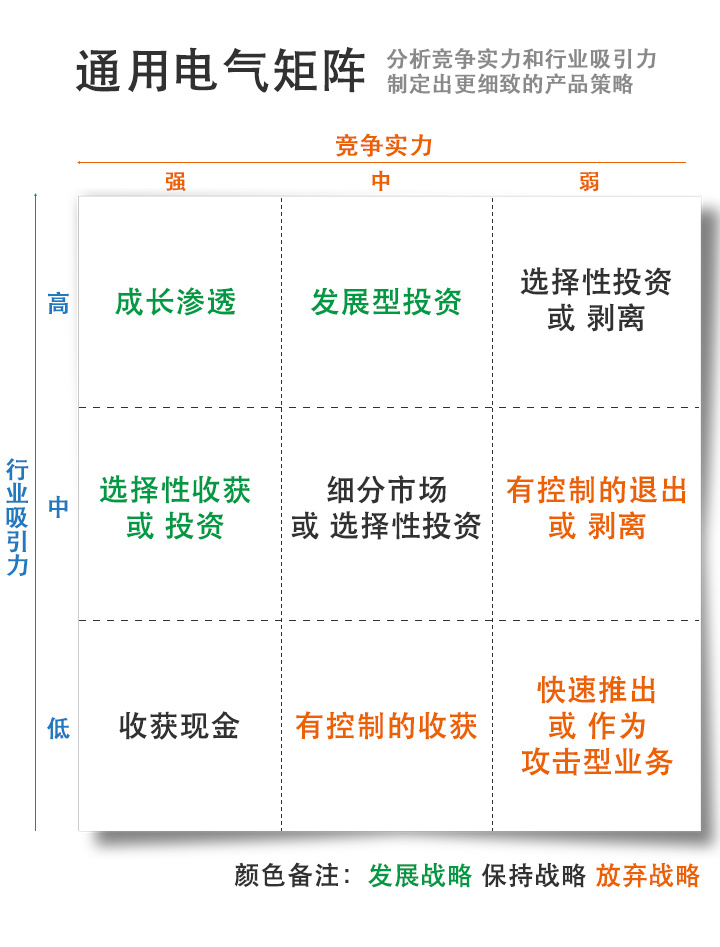 通用电气矩阵
分析竞争实力和行业吸引力
制定出更细致的产品策略
竞争实力
强 中 弱
行业吸引力
高
成长渗透
发展型投资
选择性投资
或 剥离
中
选择性收获
或 投资
细分市场
或 选择性投资
有控制的退出
或 剥离
低
收获现金
有控制的收获
快速推出
或 作为
攻击型业务
颜色备注：发展战略 保持战略 放弃战略